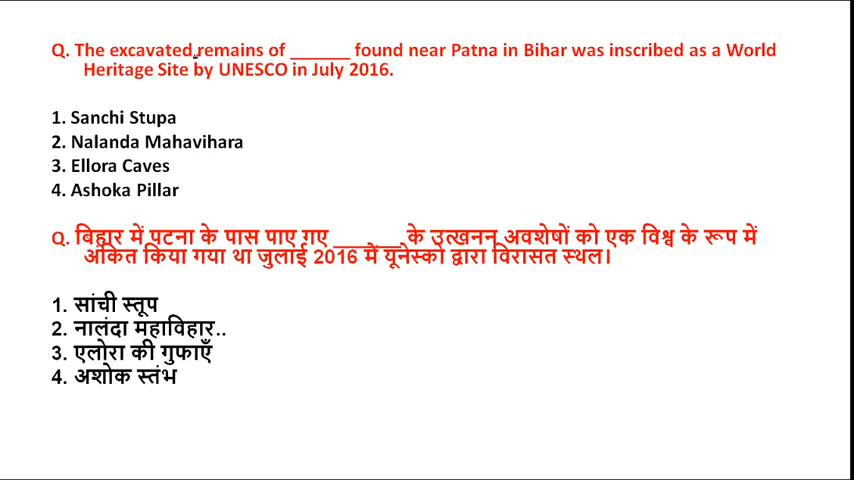 Q. The excavated remains of ______ found near Patna in Bihar was inscribed as a World
Heritage Site by UNESCO in July 2016.
1. Sanchi Stupa
2. Nalanda Mahavihara
3. Ellora Caves
4. Ashoka Pillar
Q. बिहार में पटना के पास पाए गए ______ के उत्खनन अवशेषों को एक विश्व के रूप में
अंकित किया गया था जुलाई 2016 में यूनेस्को द्वारा विरासत स्थल।
1. सांची स्तूप
2. नालंदा महाविहार..
3. एलोरा की गुफाएँ
4. अशोक स्तंभ